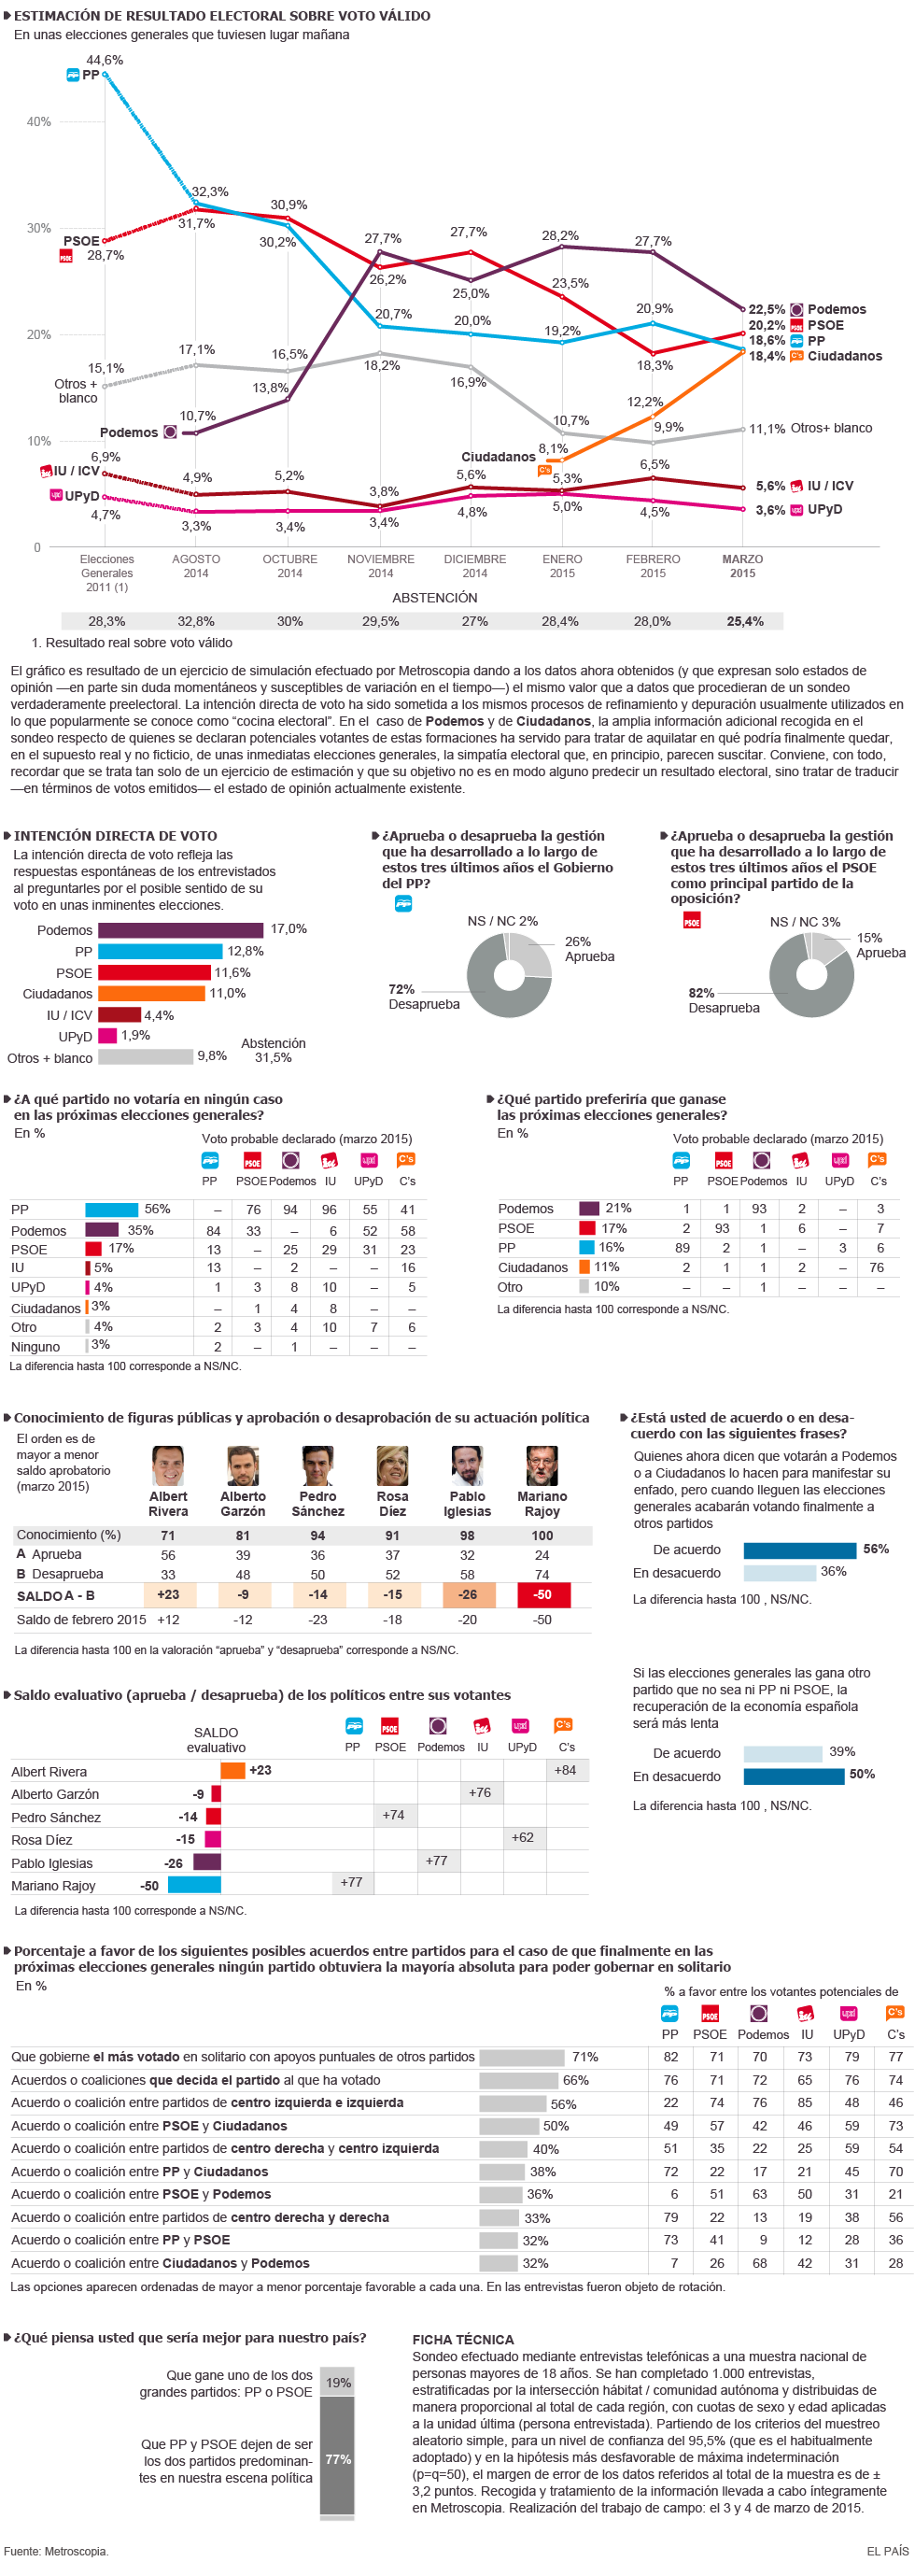 ESTIMACIÓN DE RESULTADO ELECTORAL SOBRE VOTO VÁLIDO
En unas elecciones generales que tuviesen lugar mañana
44,6%
PP
40%
32,3%
30,9%
30%
31,7%
28,2%
27,7%
27,7%
27,7%
PSOE
PSOE 28,7%
30,2%
26,2%
25,0%
23,5%
22,5% Podemos
20,2% PSOE PSOE
18,6% PP
18,4% C's Ciudadanos
20%
20,7%
20,0%
19,2%
20,9%
17,1%
16,5%
18,2%
18,3%
15,1%
16,9%
Otros +
blanco
13,8%
12,2%
10,7%
10,7%
9,9%
11,1% Otros+ blanco
Podemos
10%
8,1%
Ciudadanos
C's
6,9%
IU / ICV
4,9%
5,2%
3,8%
5,6%
5,3%
6,5%
5,6% IU / ICV
upd UPyD
4,7%
3,3%
3,4%
3,4%
4,8%
5,0%
4,5%
3,6% upd UPyD
0
Elecciones
Generales
2011 (1)
AGOSTO
2014
OCTUBRE
2014
NOVIEMBRE
2014
DICIEMBRE
2014
ENERO
2015
FEBRERO
2015
MARZO
2015
ABSTENCIÓN
28,3% 32,8% 30% 29,5% 27% 28,4% 28,0% 25,4%
1. Resultado real sobre voto válido
El gráfico es resultado de un ejercicio de simulación efectuado por Metroscopia dando a los datos ahora obtenidos (y que expresan solo estados de
opinión —en parte sin duda momentáneos y susceptibles de variación en el tiempo—) el mismo valor que a datos que procedieran de un sondeo
verdaderamente preelectoral. La intención directa de voto ha sido sometida a los mismos procesos de refinamiento y depuración usualmente utilizados en
lo que popularmente se conoce como “cocina electoral”. En el caso de Podemos y de Ciudadanos, la amplia información adicional recogida en el
sondeo respecto de quienes se declaran potenciales votantes de estas formaciones ha servido para tratar de aquilatar en qué podría finalmente quedar,
en el supuesto real y no ficticio, de unas inmediatas elecciones generales, la simpatía electoral que, en principio, parecen suscitar. Conviene, con todo,
recordar que se trata tan solo de un ejercicio de estimación y que su objetivo no es en modo alguno predecir un resultado electoral, sino tratar de traducir
—en términos de votos emitidos— el estado de opinión actualmente existente.
INTENCIÓN DIRECTA DE VOTO
La intención directa de voto refleja las
respuestas espontáneas de los entrevistados
al preguntarles por el posible sentido de su
voto en unas inminentes elecciones.
Podemos 17,0%
PP 12,8%
PSOE 11,6%
Ciudadanos 11,0%
IU / ICV 4,4%
UPyD 1,9%
Otros + blanco 9,8%
Abstención
31,5%
¿Aprueba o desaprueba la gestión
que ha desarrollado a lo largo de
estos tres últimos años el Gobierno
del PP?
NS / NC 2%
26%
Aprueba
72%
Desaprueba
¿Aprueba o desaprueba la gestión
que ha desarrollado a lo largo de
estos tres últimos años el PSOE
como principal partido de la
oposición?
PSOE
NS / NC 3%
15%
Aprueba
82%
Desaprueba
¿A qué partido no votaría en ningún caso
en las próximas elecciones generales?
En %
Voto probable declarado (marzo 2015)
PSOE upd C's
PP PSOE Podemos IU UPyD C's
PP 56% – 76 94 96 55 41
Podemos 35% 84 33 – 6 52 58
PSOE 17% 13 – 25 29 31 23
IU 5% 13 – 2 – – 16
UPyD 4% 1 3 8 10 – 5
Ciudadanos 3% – 1 4 8 – –
Otro 4% 2 3 4 10 7 6
Ninguno 3% 2 – 1 – – –
La diferencia hasta 100 corresponde a NS/NC.
¿Qué partido preferiría que ganase
las próximas elecciones generales?
En %
Voto probable declarado (marzo 2015)
PSOE upd C's
PP PSOE Podemos IU UPyD C's
Podemos 21% 1 1 93 2 – 3
PSOE 17% 2 93 1 6 – 7
PP 16% 89 2 1 – 3 6
Ciudadanos 11% 2 1 1 2 – 76
Otro 10% – – 1 – – –
La diferencia hasta 100 corresponde a NS/NC.
Conocimiento de figuras públicas y aprobación o desaprobación de su actuación política
El orden es de
mayor a menor
saldo aprobatorio
(marzo 2015)
Albert
Rivera
Alberto
Garzón
Pedro
Sánchez
Rosa
Díez
Pablo
Iglesias
Mariano
Rajoy
Conocimiento (%) 71 81 94 91 98 100
A Aprueba 56 39 36 37 32 24
B Desaprueba 33 48 50 52 58 74
SALDO A - B +23 -9 -14 -15 -26 -50
Saldo de febrero 2015 +12 -12 -23 -18 -20 -50
La diferencia hasta 100 en la valoración “aprueba” y “desaprueba” corresponde a NS/NC.
¿Está usted de acuerdo o en desa-
cuerdo con las siguientes frases?
Quienes ahora dicen que votarán a Podemos
o a Ciudadanos lo hacen para manifestar su
enfado, pero cuando lleguen las elecciones
generales acabarán votando finalmente a
otros partidos
De acuerdo 56%
En desacuerdo 36%
La diferencia hasta 100 , NS/NC.
Si las elecciones generales las gana otro
partido que no sea ni PP ni PSOE, la
recuperación de la economía española
será más lenta
De acuerdo 39%
En desacuerdo 50%
La diferencia hasta 100 , NS/NC.
Saldo evaluativo (aprueba / desaprueba) de los políticos entre sus votantes
SALDO
evaluativo
PSOE upd C's
PP PSOE Podemos IU UPyD C's
Albert Rivera +23 +84
Alberto Garzón -9 +76
Pedro Sánchez -14 +74
Rosa Díez -15 +62
Pablo Iglesias -26 +77
Mariano Rajoy -50 +77
La diferencia hasta 100 corresponde a NS/NC.
Porcentaje a favor de los siguientes posibles acuerdos entre partidos para el caso de que finalmente en las
próximas elecciones generales ningún partido obtuviera la mayoría absoluta para poder gobernar en solitario
En %
% a favor entre los votantes potenciales de
PSOE upd C's
PP PSOE Podemos IU UPyD C's
Que gobierne el más votado en solitario con apoyos puntuales de otros partidos 71% 82 71 70 73 79 77
Acuerdos o coaliciones que decida el partido al que ha votado 66% 76 71 72 65 76 74
Acuerdo o coalición entre partidos de centro izquierda e izquierda 56% 22 74 76 85 48 46
Acuerdo o coalición entre PSOE y Ciudadanos 50% 49 57 42 46 59 73
Acuerdo o coalición entre partidos de centro derecha y centro izquierda 40% 51 35 22 25 59 54
Acuerdo o coalición entre PP y Ciudadanos 38% 72 22 17 21 45 70
Acuerdo o coalición entre PSOE y Podemos 36% 6 51 63 50 31 21
Acuerdo o coalición entre partidos de centro derecha y derecha 33% 79 22 13 19 38 56
Acuerdo o coalición entre PP y PSOE 32% 73 41 9 12 28 36
Acuerdo o coalición entre Ciudadanos y Podemos 32% 7 26 68 42 31 28
Las opciones aparecen ordenadas de mayor a menor porcentaje favorable a cada una. En las entrevistas fueron objeto de rotación.
¿Qué piensa usted que sería mejor para nuestro país?
Que gane uno de los dos
grandes partidos: PP o PSOE
19%
Que PP y PSOE dejen de ser
los dos partidos predominan-
tes en nuestra escena política
77%
FICHA TÉCNICA
Sondeo efectuado mediante entrevistas telefónicas a una muestra nacional de
personas mayores de 18 años. Se han completado 1.000 entrevistas,
estratificadas por la intersección hábitat / comunidad autónoma y distribuidas de
manera proporcional al total de cada región, con cuotas de sexo y edad aplicadas
a la unidad última (persona entrevistada). Partiendo de los criterios del muestreo
aleatorio simple, para un nivel de confianza del 95,5% (que es el habitualmente
adoptado) y en la hipótesis más desfavorable de máxima indeterminación
(p=q=50), el margen de error de los datos referidos al total de la muestra es de ±
3,2 puntos. Recogida y tratamiento de la información llevada a cabo íntegramente
en Metroscopia. Realización del trabajo de campo: el 3 y 4 de marzo de 2015.
Fuente: Metroscopia.
EL PAÍS